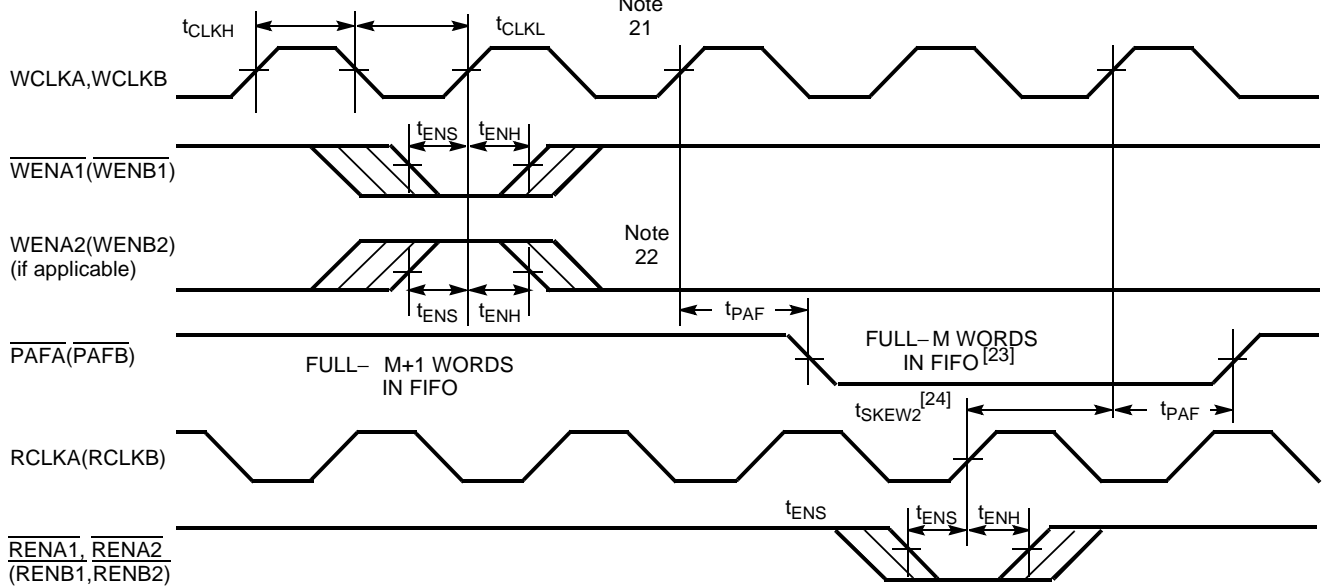 Note
21
tCLKH
tCLKL
WCLKA,WCLKB
tENS tENH
WENA1(WENB1)
WENA2(WENB2)
(if applicable)
Note
22
tENS tENH
tPAF
PAFA(PAFB)
FULL– M+1 WORDS
IN FIFO
FULL–M WORDS
IN FIFO[23]
tSKEW2[24]
tPAF
RCLKA(RCLKB)
tENS
tENS tENH
RENA1, RENA2
(RENB1,RENB2)